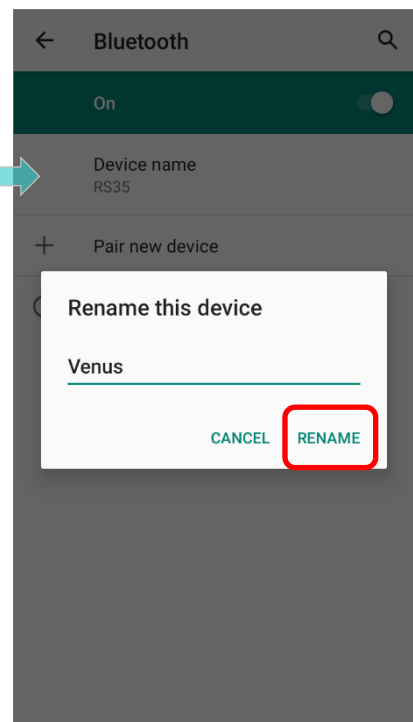 Bluetooth
On
Device name
RS35
Pair new device
Rename this device
Venus
CANCEL RENAME